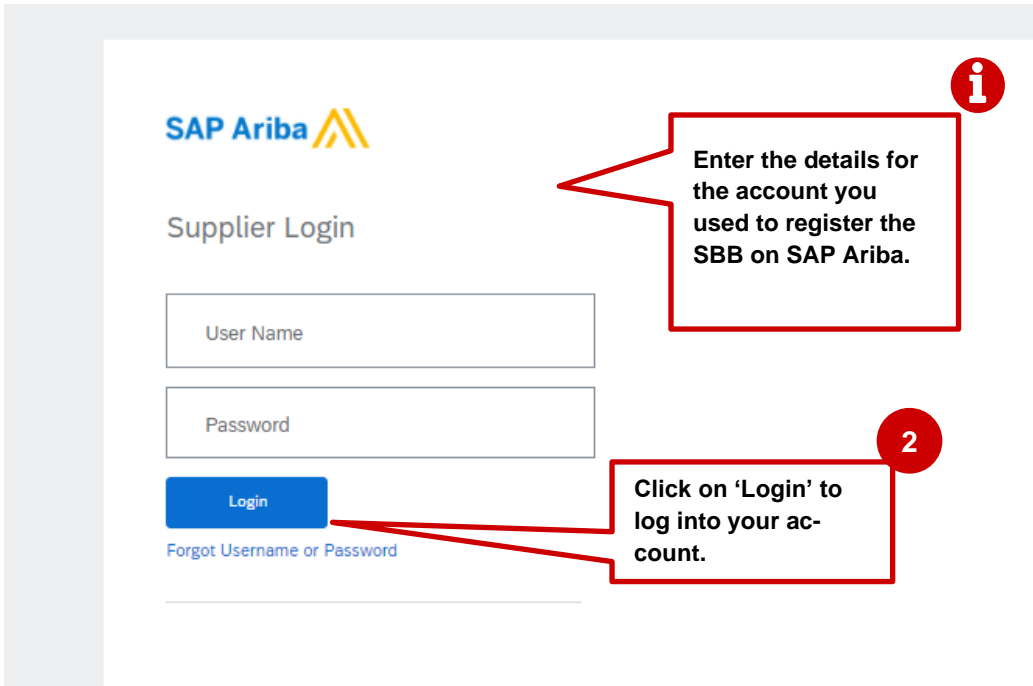 SAP Ariba
i
Enter the details for
the account you
used to register the
SBB on SAP Ariba.
Supplier Login
User Name
Password
2
Click on ‘Login’ to
log into your ac-
count.
Login
Forgot Username or Password